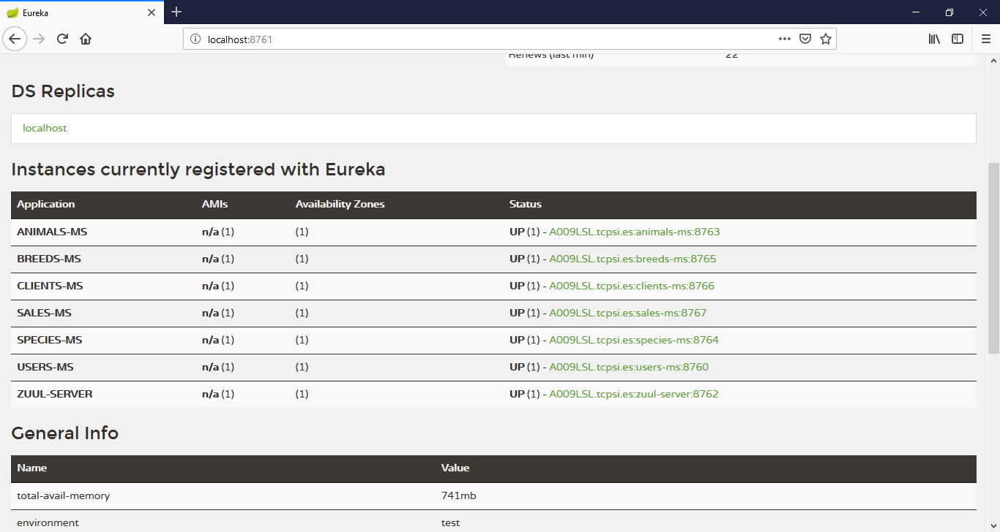 Eureka
localhost:8761
Renews (last min) 22
DS Replicas
localhost
Instances currently registered with Eureka
Application AMIs Availability Zones Status
ANIMALS-MS n/a (1) (1) UP (1) - A009LSL.tcpsi.es:animals-ms:8763
BREEDS-MS n/a (1) (1) UP (1) - A009LSL.tcpsi.es:breeds-ms:8765
CLIENTS-MS n/a (1) (1) UP (1) - A009LSL.tcpsi.es:clients-ms:8766
SALES-MS n/a (1) (1) UP (1) - A009LSL.tcpsi.es:sales-ms:8767
SPECIES-MS n/a (1) (1) UP (1) - A009LSL.tcpsi.es:species-ms:8764
USERS-MS n/a (1) (1) UP (1) - A009LSL.tcpsi.es:users-ms:8760
ZUUL-SERVER n/a (1) (1) UP (1) - A009LSL.tcpsi.es:zuul-server:8762
General Info
Name Value
total-avail-memory 741mb
environment test